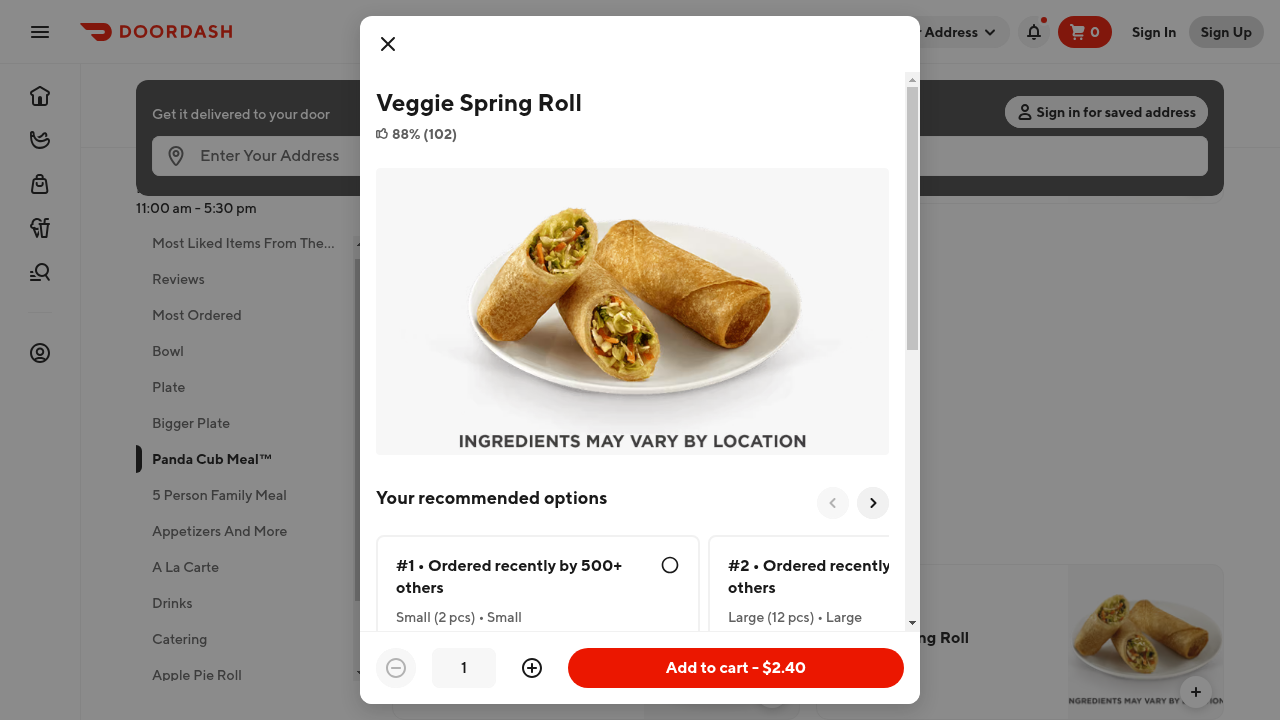 DOORDASH
Address
0
Sign In
Sign Up
Get it delivered to your door
Sign in for saved address
Enter Your Address
11:00 am - 5:30 pm
Most Liked Items From The...
Reviews
Most Ordered
Bowl
Plate
Bigger Plate
Panda Cub Meal™
5 Person Family Meal
Appetizers And More
A La Carte
Drinks
Catering
Apple Pie Roll
Veggie Spring Roll
88% (102)
INGREDIENTS MAY VARY BY LOCATION
Your recommended options
#1 • Ordered recently by 500+
others
Small (2 pcs) • Small
#2 • Ordered recently
others
Large (12 pcs) • Large
1
Add to cart - $2.40
Roll
INGREDIENTS MAY VARY BY LOCATION